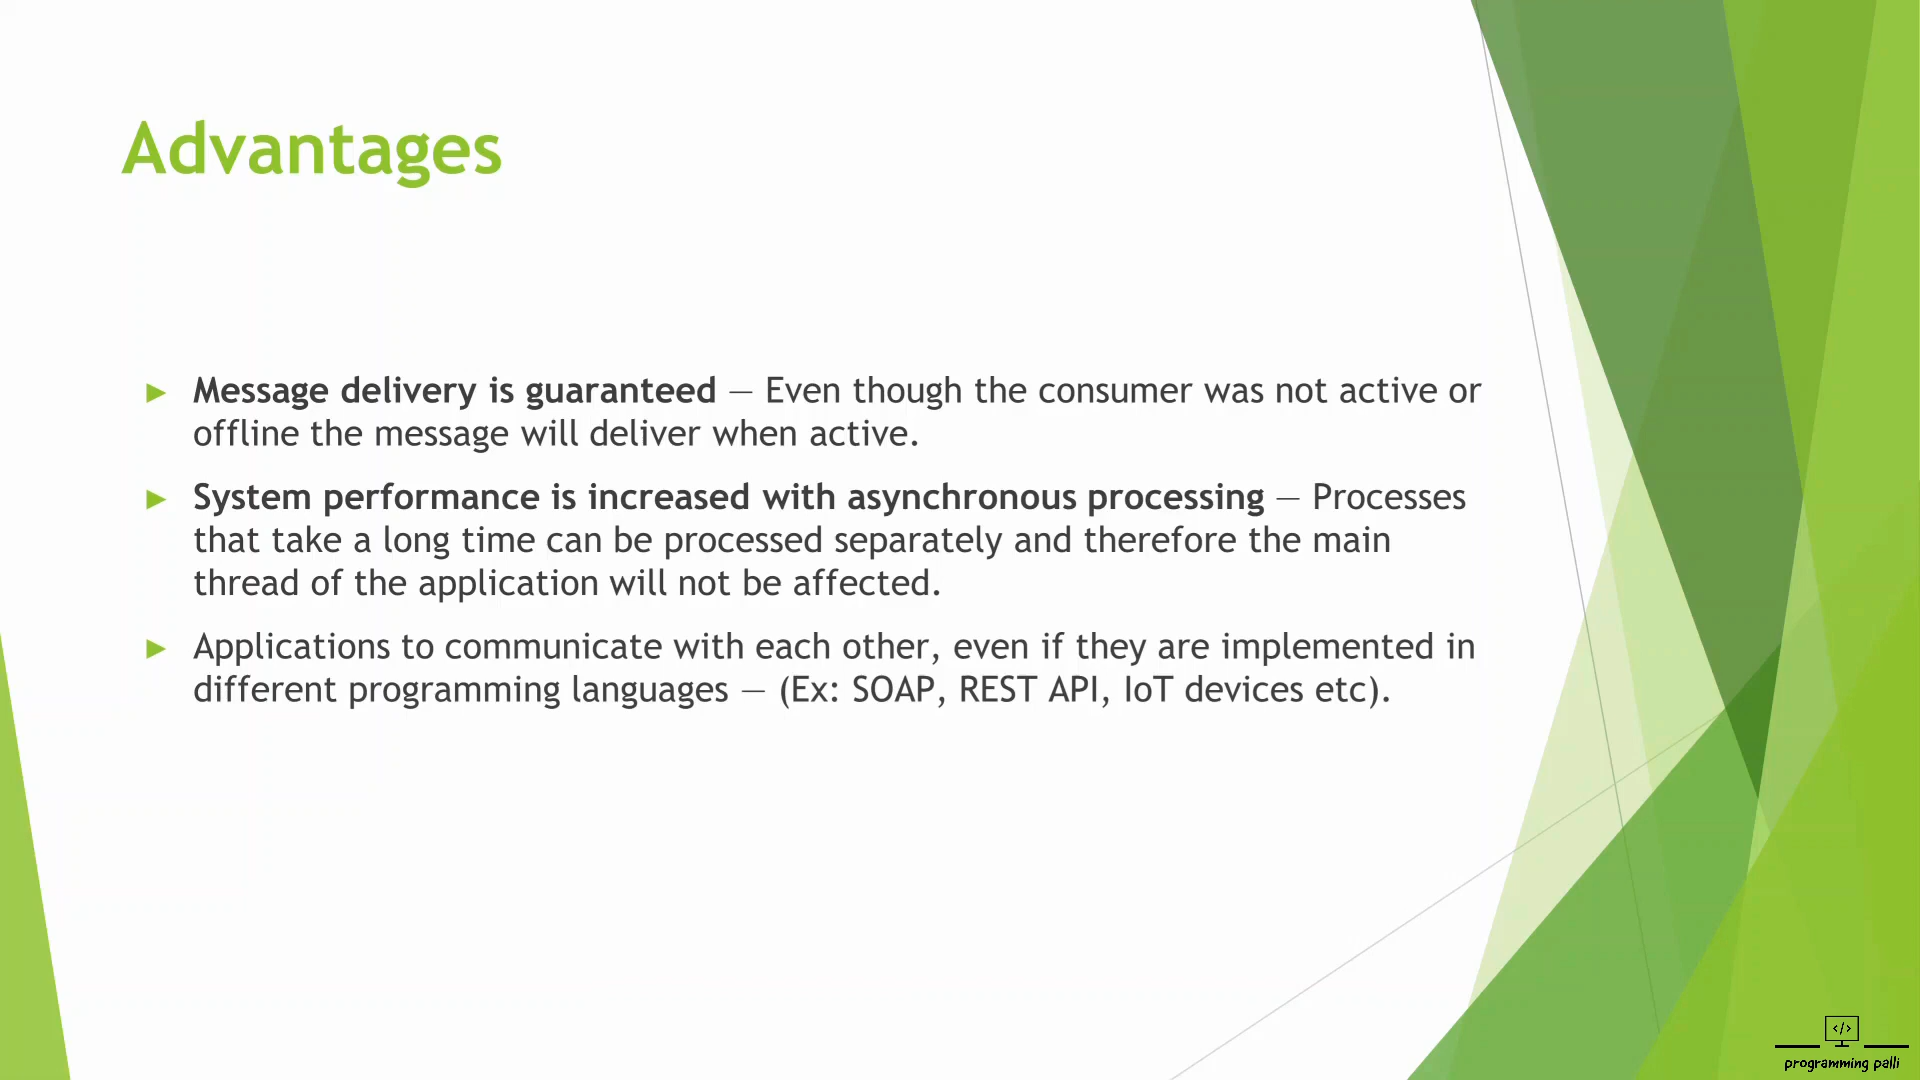 Advantages
► Message delivery is guaranteed — Even though the consumer was not active or
offline the message will deliver when active.
► System performance is increased with asynchronous processing — Processes
that take a long time can be processed separately and therefore the main
thread of the application will not be affected.
► Applications to communicate with each other, even if they are implemented in
different programming languages — (Ex: SOAP, REST API, IoT devices etc).
</>
programming palli